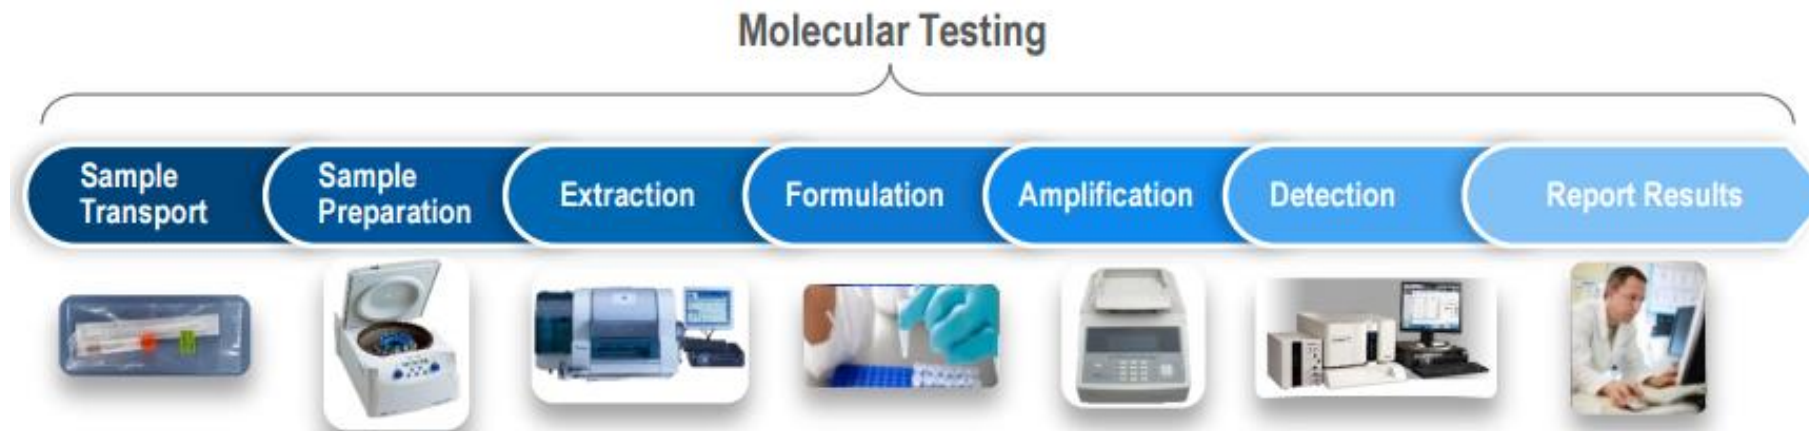 Molecular Testing
Sample
Transport
Sample
Preparation
Extraction
Formulation
Amplification
Detection
Report Results